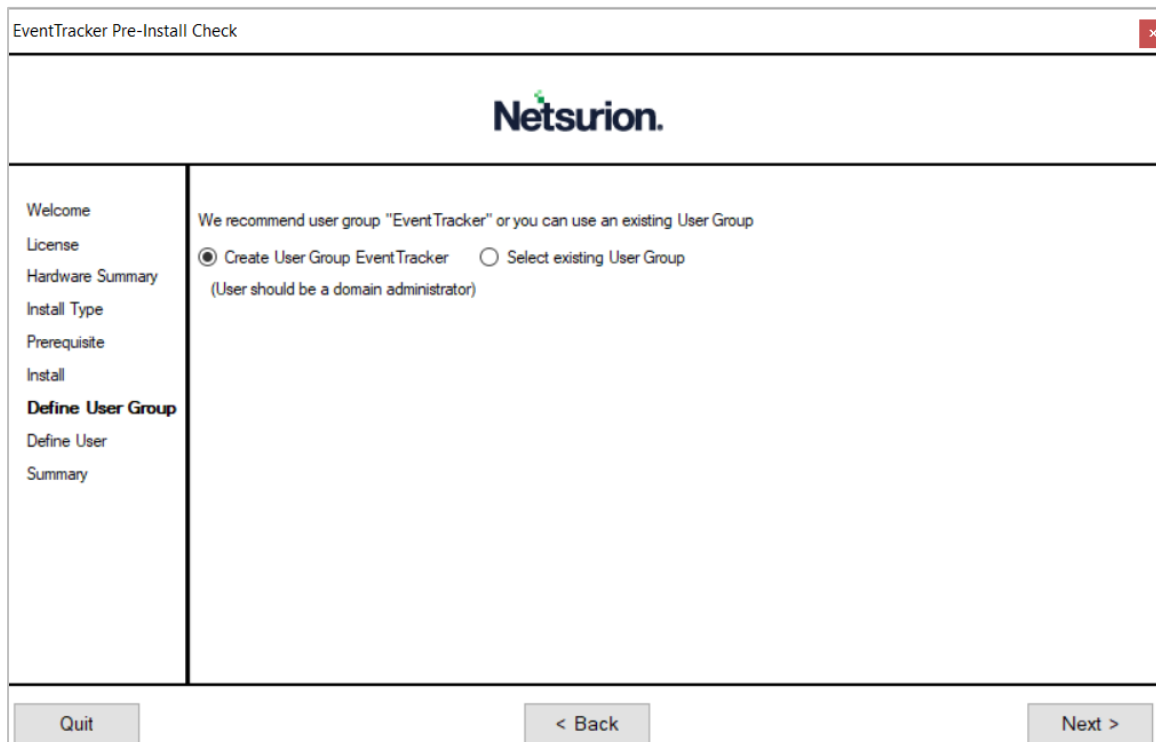 EventTracker Pre-Install Check
x
Netsurion.
Welcome
License
Hardware Summary
Install Type
Prerequisite
Install
Define User Group
Define User
Summary
We recommend user group "EventTracker" or you can use an existing User Group
Create User Group EventTracker
Select existing User Group
(User should be a domain administrator)
Quit
< Back
Next >